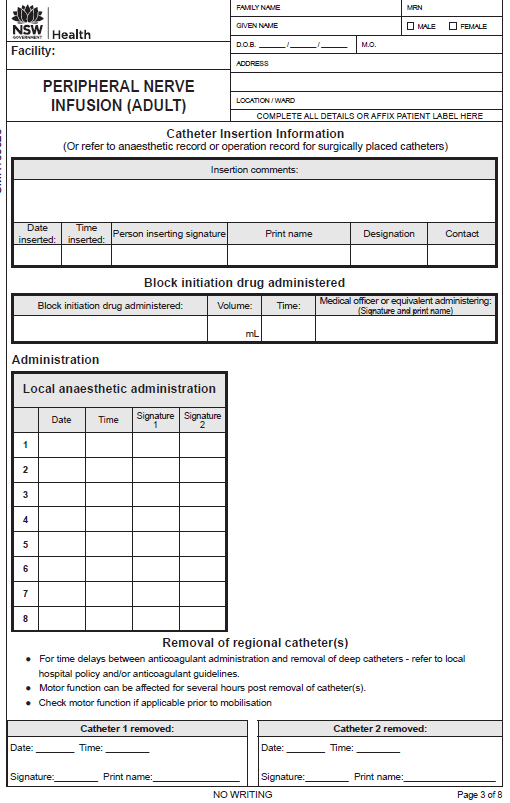 FAMILY NAME
MRN
NSW
GOVERNMENT
Health
GIVEN NAME
MALE FEMALE
Facility:
D.O.B. _______ / _______ / _______
M.O.
ADDRESS
PERIPHERAL NERVE
INFUSION (ADULT)
LOCATION / WARD
COMPLETE ALL DETAILS OR AFFIX PATIENT LABEL HERE
Catheter Insertion Information
(Or refer to anaesthetic record or operation record for surgically placed catheters)
Insertion comments:
Date inserted:
Time inserted:
Person inserting signature
Print name
Designation
Contact
Block initiation drug administered
Block initiation drug administered:
Volume:
Time:
Medical officer or equivalent administering:
(Signature and print name)
mL
Administration
Local anaesthetic administration
Date
Time
Signature 1
Signature 2
1
2
3
4
5
6
7
8
Removal of regional catheter(s)
● For time delays between anticoagulant administration and removal of deep catheters - refer to local
hospital policy and/or anticoagulant guidelines.
● Motor function can be affected for several hours post removal of catheter(s).
● Check motor function if applicable prior to mobilisation
Catheter 1 removed:
Date: _______ Time: ________
Signature:________ Print name:________________
Catheter 2 removed:
Date: _______ Time: ________
Signature:________ Print name:________________
NO WRITING
Page 3 of 8